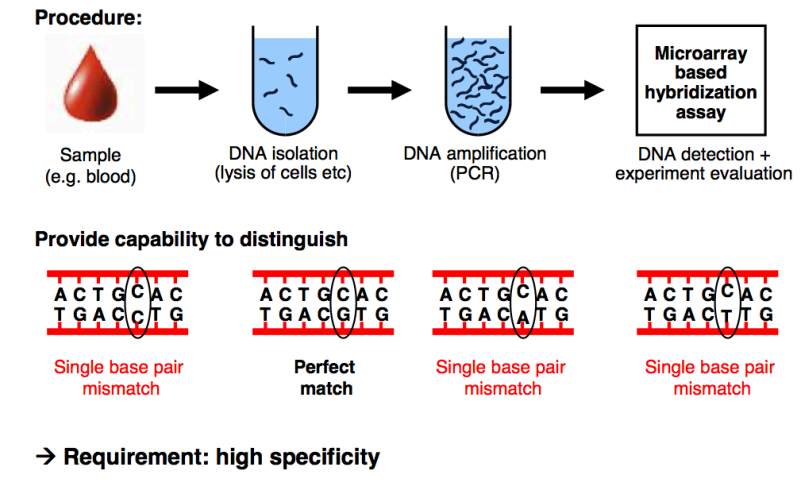 Procedure:
Microarray
based
hybridization
assay
Sample
(e.g. blood)
DNA isolation
(lysis of cells etc)
DNA amplification
(PCR)
DNA detection +
experiment evaluation
Provide capability to distinguish
A C T G C A C
T G A C C T G
Single base pair
mismatch
A C T G C A C
T G A C G T G
Perfect
match
A C T G C A C
T G A C A T G
Single base pair
mismatch
A C T G C A C
T G A C T T G
Single base pair
mismatch
→ Requirement: high specificity